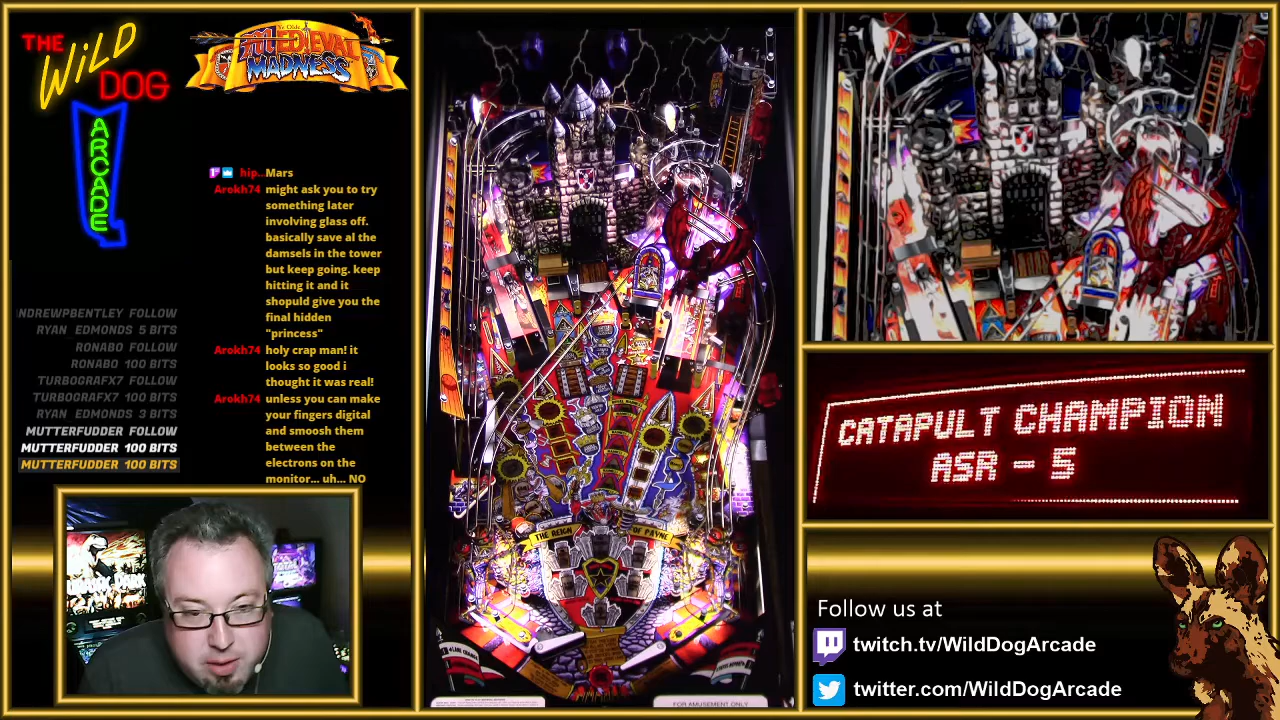 THE
WiLD
DOG
ARCADE
Ye Olde
MEDIEVAL
MADNESS
hip... Mars
Arokh74 might ask you to try
something later
involving glass off.
basically save al the
damsels in the tower
but keep going. keep
hitting it and it
shopuld give you the
final hidden
"princess"
Arokh74 holy crap man! it
looks so good i
thought it was real!
Arokh74 unless you can make
your fingers digital
and smoosh them
between the
electrons on the
monitor... uh... NO
NDREWPBENTLEY FOLLOW
RYAN_EDMONDS 5 BITS
RONABO FOLLOW
RONABO 100 BITS
TURBOGRAFX7 FOLLOW
TURBOGRAFX7 100 BITS
RYAN_EDMONDS 3 BITS
MUTTERFUDDER FOLLOW
MUTTERFUDDER 100 BITS
MUTTERFUDDER 100 BITS
THE REIGN
OF PAYNE
FOR AMUSEMENT ONLY
CATAPULT CHAMPION
ASR - 5
Follow us at
twitch.tv/WildDogArcade
twitter.com/WildDogArcade